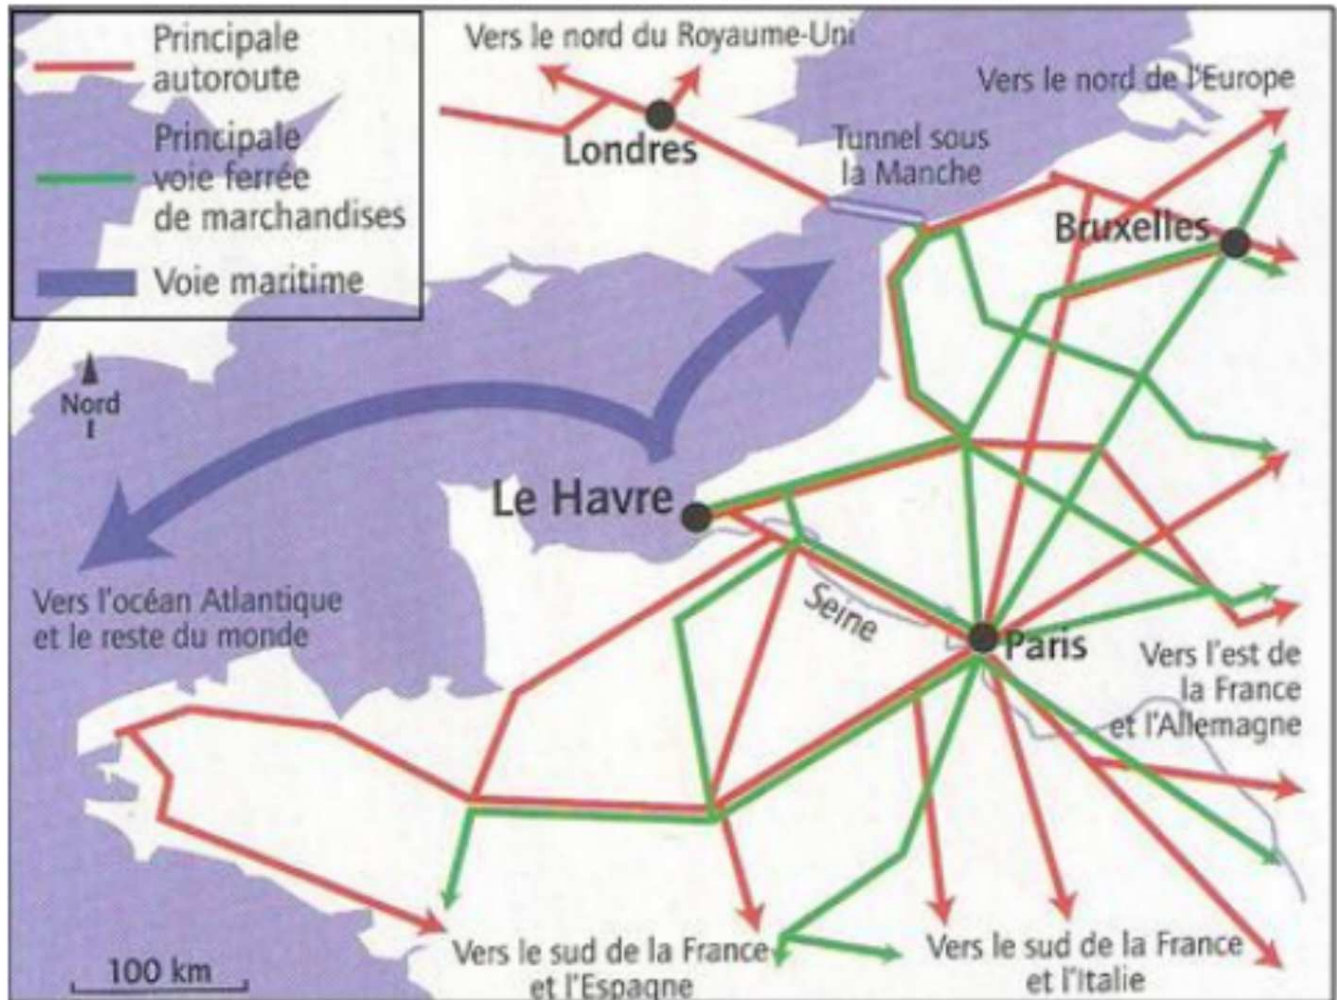 Principale
autoroute
Principale
voie ferrée
de marchandises
Voie maritime
Vers le nord du Royaume-Uni
Vers le nord de l'Europe
Londres
Tunnel sous
la Manche
Bruxelles
Nord
Le Havre
Vers l'océan Atlantique
et le reste du monde
Seine
Paris
Vers l'est de
la France
et l'Allemagne
Vers le sud de la France
et l'Espagne
Vers le sud de la France
et l'Italie
100 km